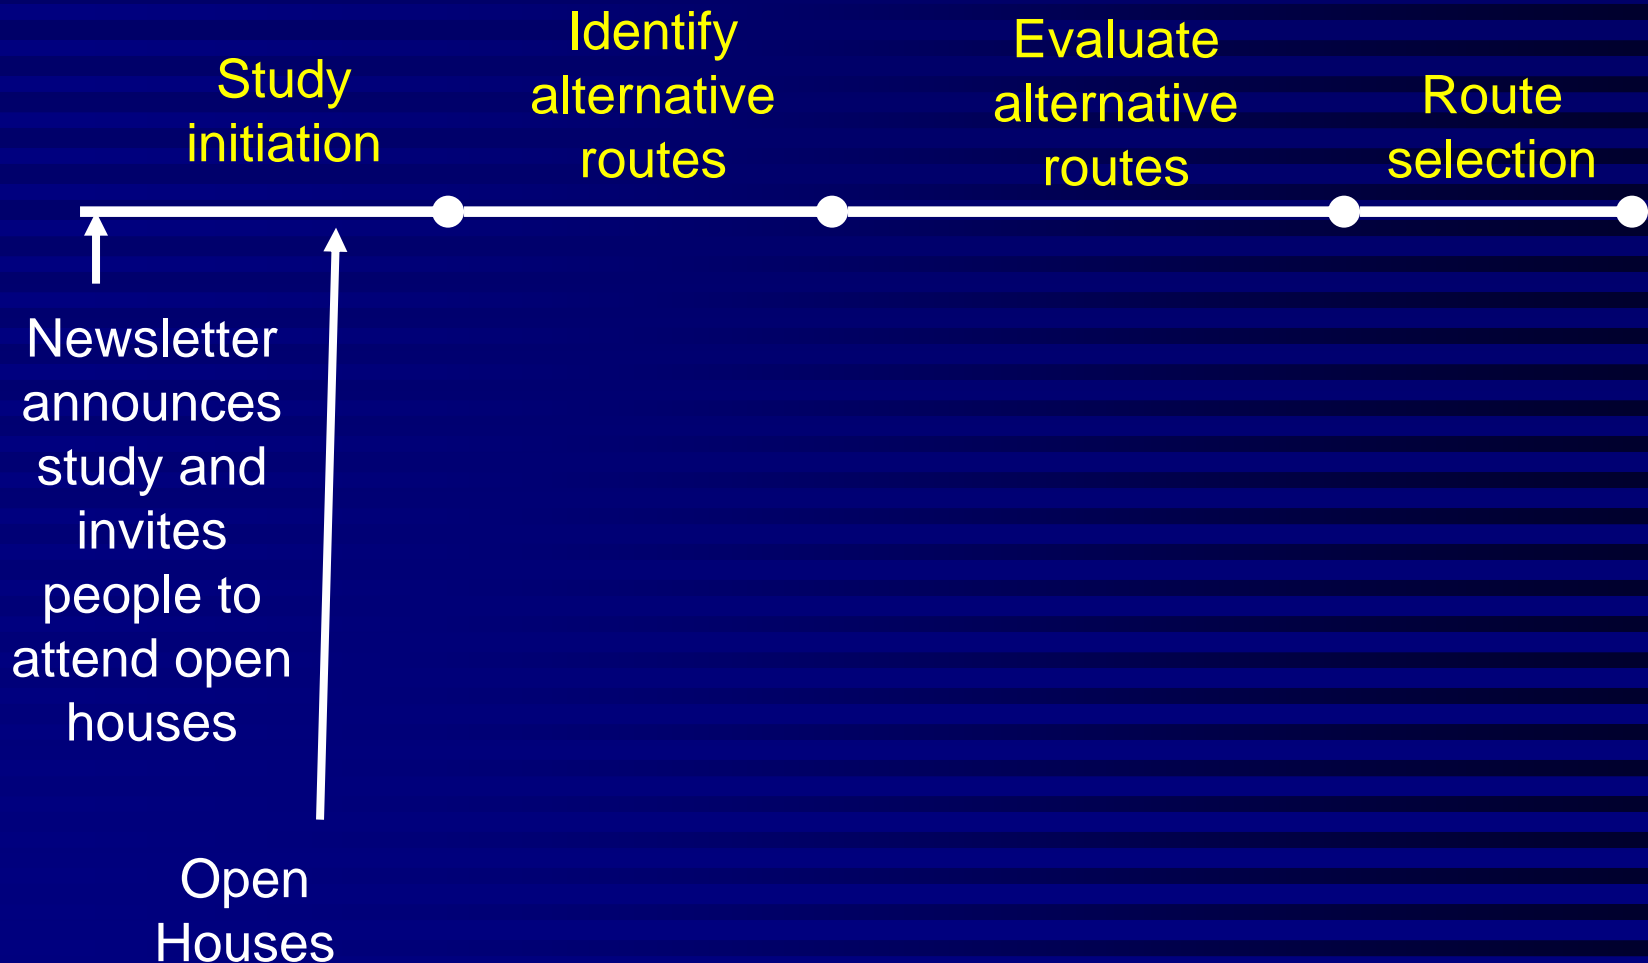 Study
initiation
Identify
alternative
routes
Evaluate
alternative
routes
Route
selection
Newsletter
announces
study and
invites
people to
attend open
houses
Open
Houses